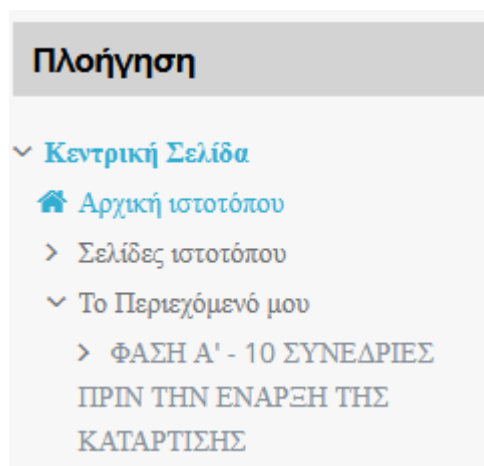 Πλοήγηση
Κεντρική Σελίδα
Αρχική ιστοτόπου
Σελίδες ιστοτόπου
Το Περιεχόμενό μου
ΦΑΣΗ Α' - 10 ΣΥΝΕΔΡΙΕΣ
ΠΡΙΝ ΤΗΝ ΕΝΑΡΞΗ ΤΗΣ
ΚΑΤΑΡΤΙΣΗΣ